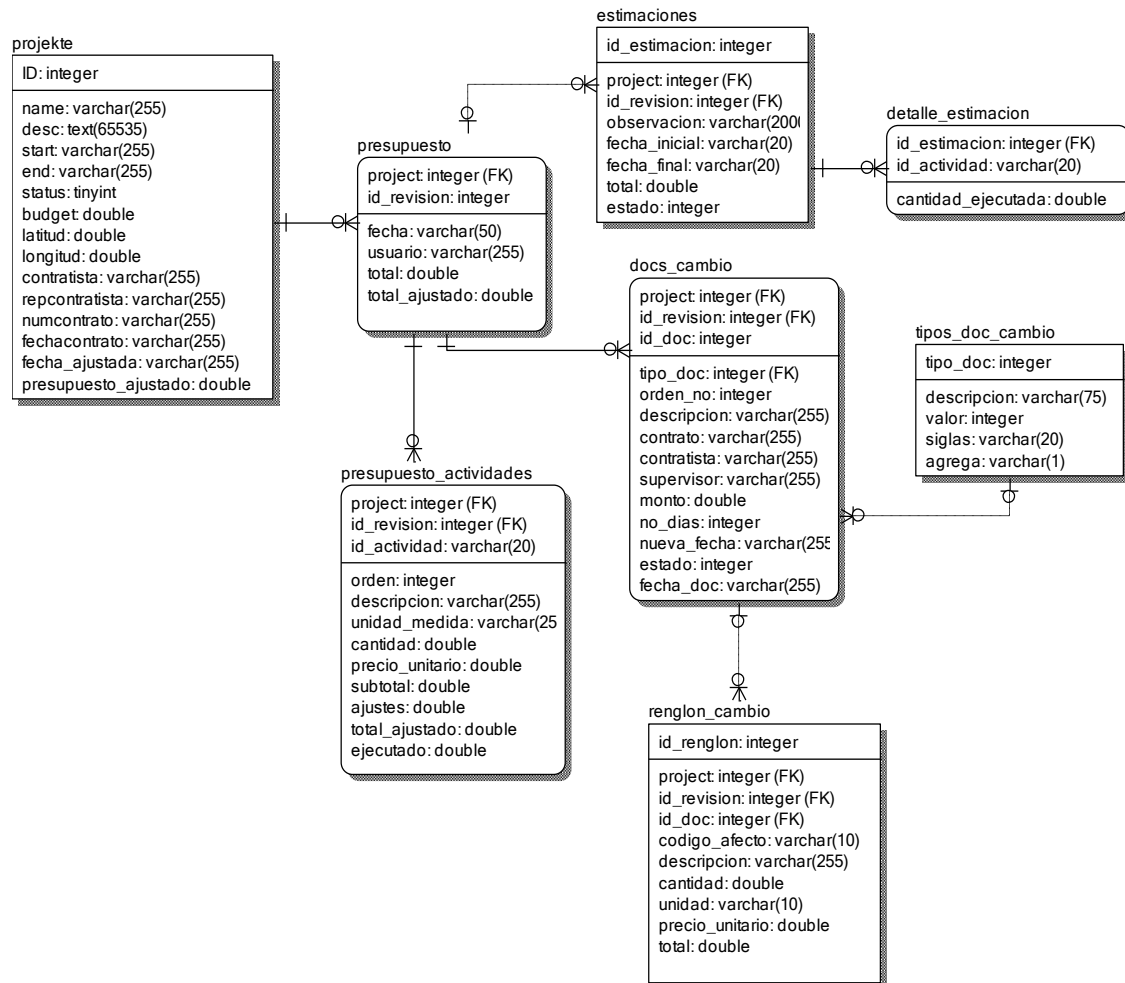 projekte
ID: integer
name: varchar(255)
desc: text(65535)
start: varchar(255)
end: varchar(255)
status: tinyint
budget: double
latitud: double
longitud: double
contratista: varchar(255)
repcontratista: varchar(255)
numcontrato: varchar(255)
fechacontrato: varchar(255)
fecha_ajustada: varchar(255)
presupuesto_ajustado: double
presupuesto
project: integer (FK)
id_revision: integer
fecha: varchar(50)
usuario: varchar(255)
total: double
total_ajustado: double
estimaciones
id_estimacion: integer
project: integer (FK)
id_revision: integer (FK)
observacion: varchar(200
fecha_inicial: varchar(20)
fecha_final: varchar(20)
total: double
estado: integer
detalle_estimacion
id_estimacion: integer (FK)
id_actividad: varchar(20)
cantidad_ejecutada: double
docs_cambio
project: integer (FK)
id_revision: integer (FK)
id_doc: integer
tipo_doc: integer (FK)
orden_no: integer
descripcion: varchar(255)
contrato: varchar(255)
contratista: varchar(255)
supervisor: varchar(255)
monto: double
no_dias: integer
nueva_fecha: varchar(255
estado: integer
fecha_doc: varchar(255)
tipos_doc_cambio
tipo_doc: integer
descripcion: varchar(75)
valor: integer
siglas: varchar(20)
agrega: varchar(1)
presupuesto_actividades
project: integer (FK)
id_revision: integer (FK)
id_actividad: varchar(20)
orden: integer
descripcion: varchar(255)
unidad_medida: varchar(25
cantidad: double
precio_unitario: double
subtotal: double
ajustes: double
total_ajustado: double
ejecutado: double
renglon_cambio
id_renglon: integer
project: integer (FK)
id_revision: integer (FK)
id_doc: integer (FK)
codigo_afecto: varchar(10)
descripcion: varchar(255)
cantidad: double
unidad: varchar(10)
precio_unitario: double
total: double